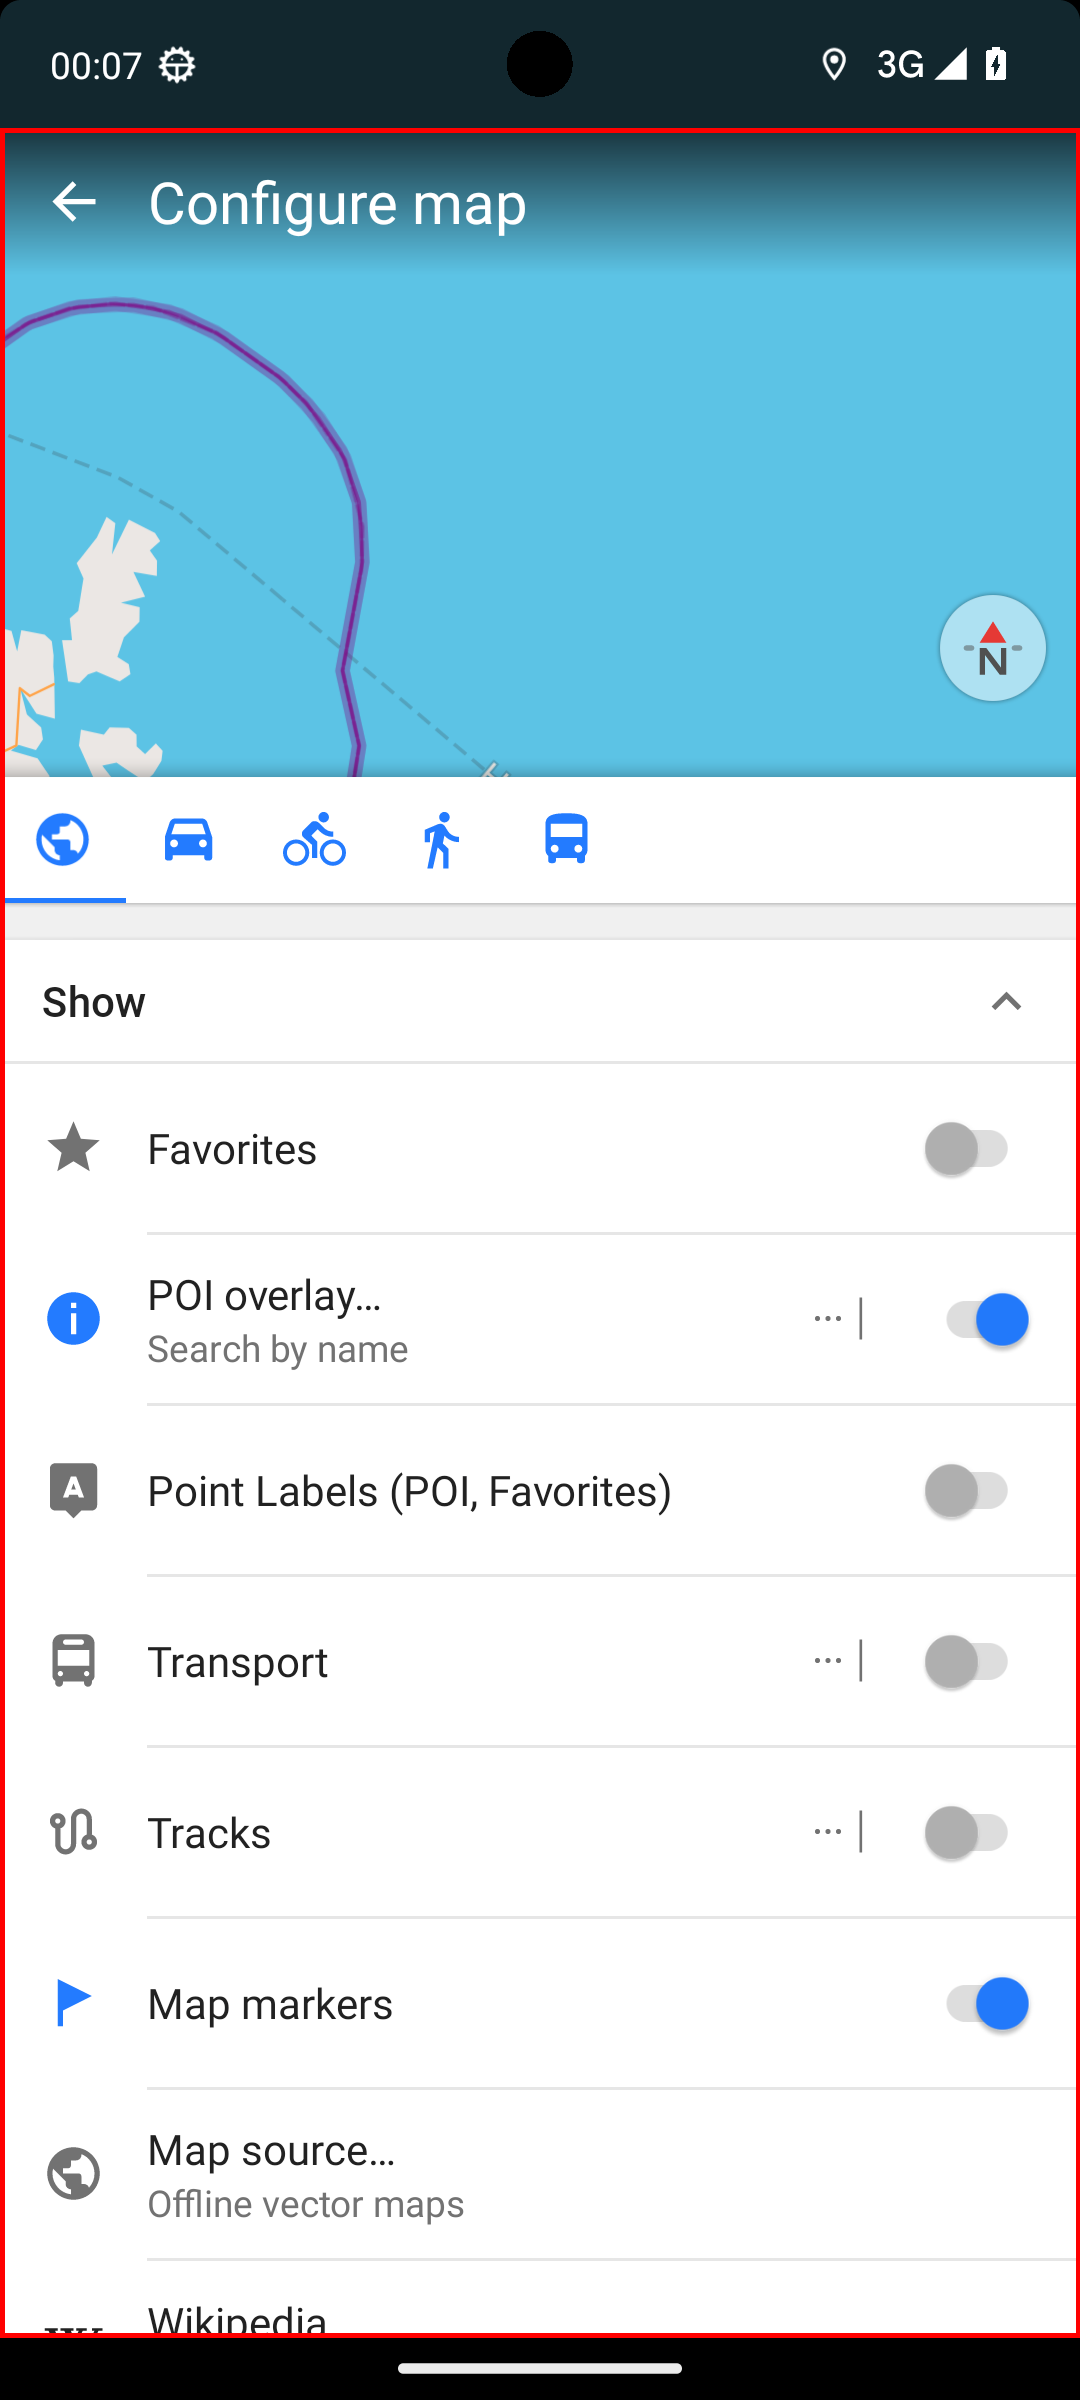 00:07
3G
Configure map
N
Show
Favorites
POI overlay…
Search by name
Point Labels (POI, Favorites)
Transport
Tracks
Map markers
Map source…
Offline vector maps
Wikipedia